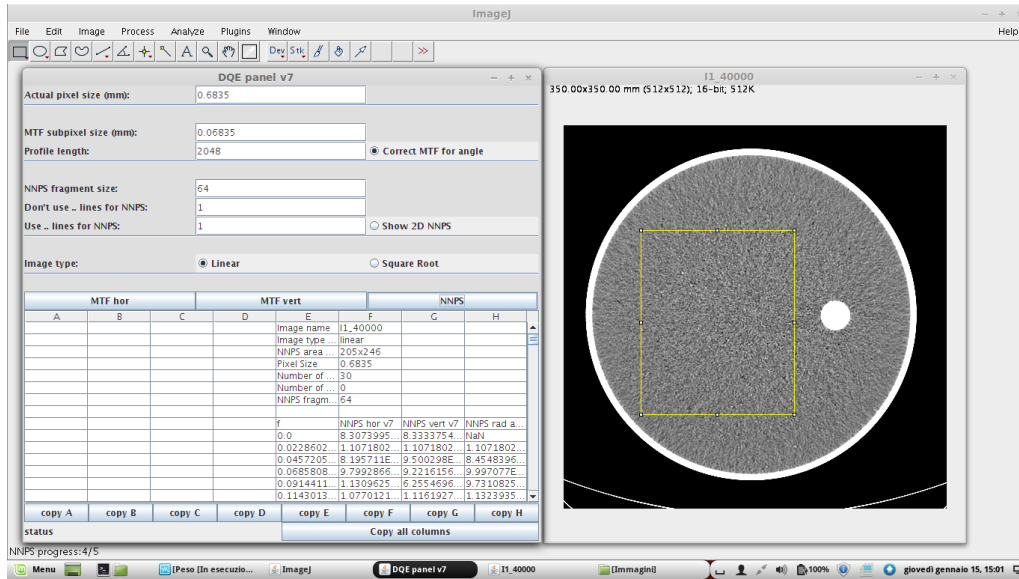 ImageJ
File Edit Image Process Analyze Plugins Window Help
A Dev Stk >>
DQE panel v7
Actual pixel size (mm): 0.6835
MTF subpixel size (mm): 0.06835
Profile length: 2048 Correct MTF for angle
NNPS fragment size: 64
Don't use .. lines for NNPS: 1
Use .. lines for NNPS: 1 Show 2D NNPS
Image type: Linear Square Root
MTF hor MTF vert NNPS
A B C D E F G H
Image name I1_40000
Image type ... linear
NNPS area ... 205x246
Pixel Size 0.6835
Number of ... 30
Number of ... 0
NNPS fragm... 64
f NNPS hor v7 NNPS vert v7 NNPS rad a...
0.0 8.3073995... 8.3333754... NaN
0.0228602... 1.1071802... 1.1071802... 1.1071802...
0.0457205... 8.195711E... 9.500298E... 8.4548396...
0.0685808... 9.7992866... 9.2216156... 9.997077E...
0.0914411... 1.1309625... 6.2554696... 9.7310825...
0.1143013... 1.0770121... 1.1161927... 1.1323935...
copy A copy B copy C copy D copy E copy F copy G copy H
status Copy all columns
NNPS progress:4/5
I1_40000
350.00x350.00 mm (512x512); 16-bit; 512K
Menu [Peso [In esecuzio... ImageJ DQE panel v7 I1_40000 [Immagini] 100% giovedì gennaio 15, 15:01